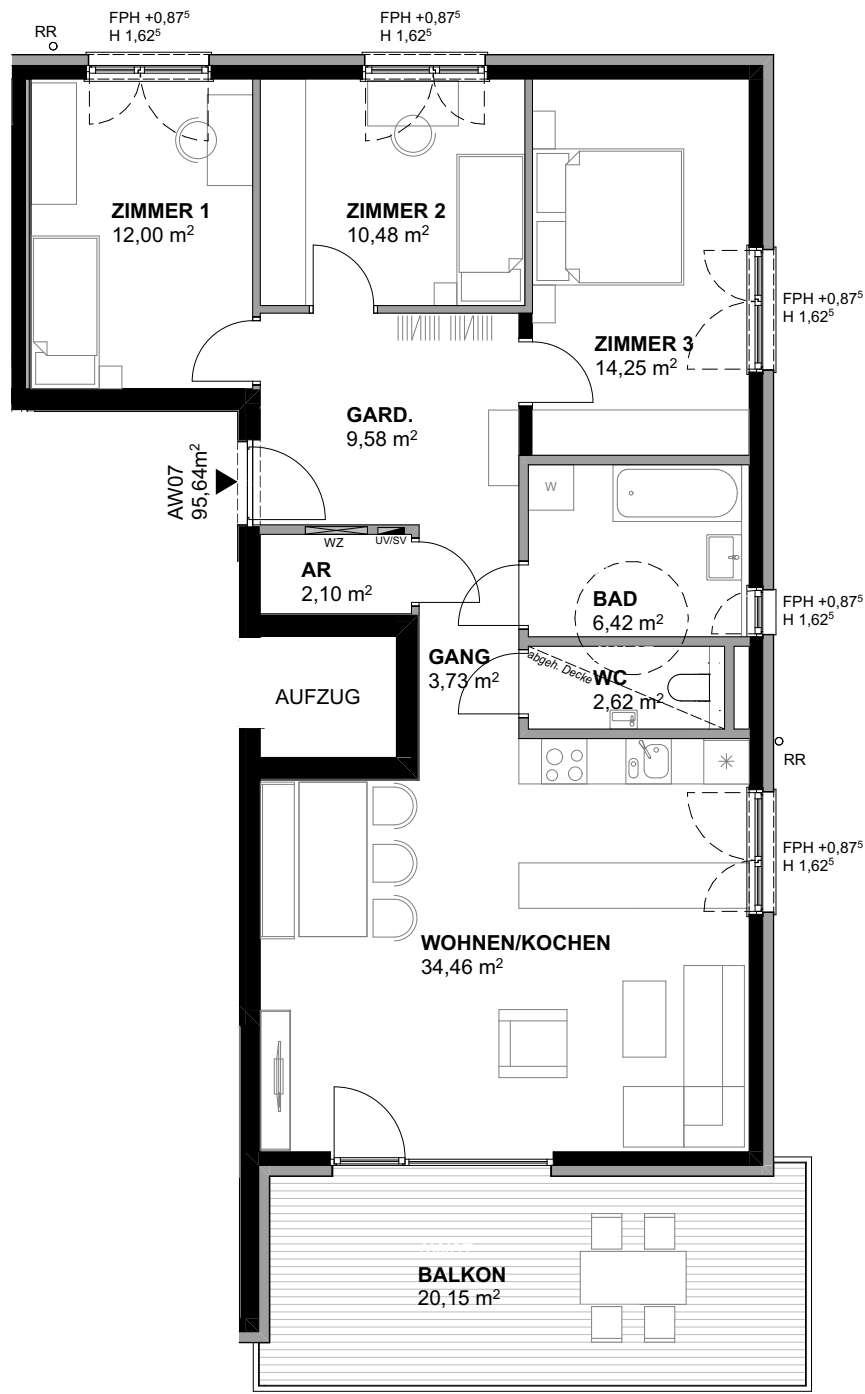 FPH +0,87⁵
H 1,62⁵
FPH +0,87⁵
H 1,62⁵
RR
ZIMMER 1
12,00 m²
ZIMMER 2
10,48 m²
FPH +0,87⁵
H 1,62⁵
ZIMMER 3
14,25 m²
GARD.
9,58 m²
AW07
95,64m²
W
WZ
UV/SV
AR
2,10 m²
BAD
6,42 m²
FPH +0,87⁵
H 1,62⁵
GANG
3,73 m²
abgeh. Decke
WC
2,62 m²
AUFZUG
RR
FPH +0,87⁵
H 1,62⁵
WOHNEN/KOCHEN
34,46 m²
BALKON
20,15 m²